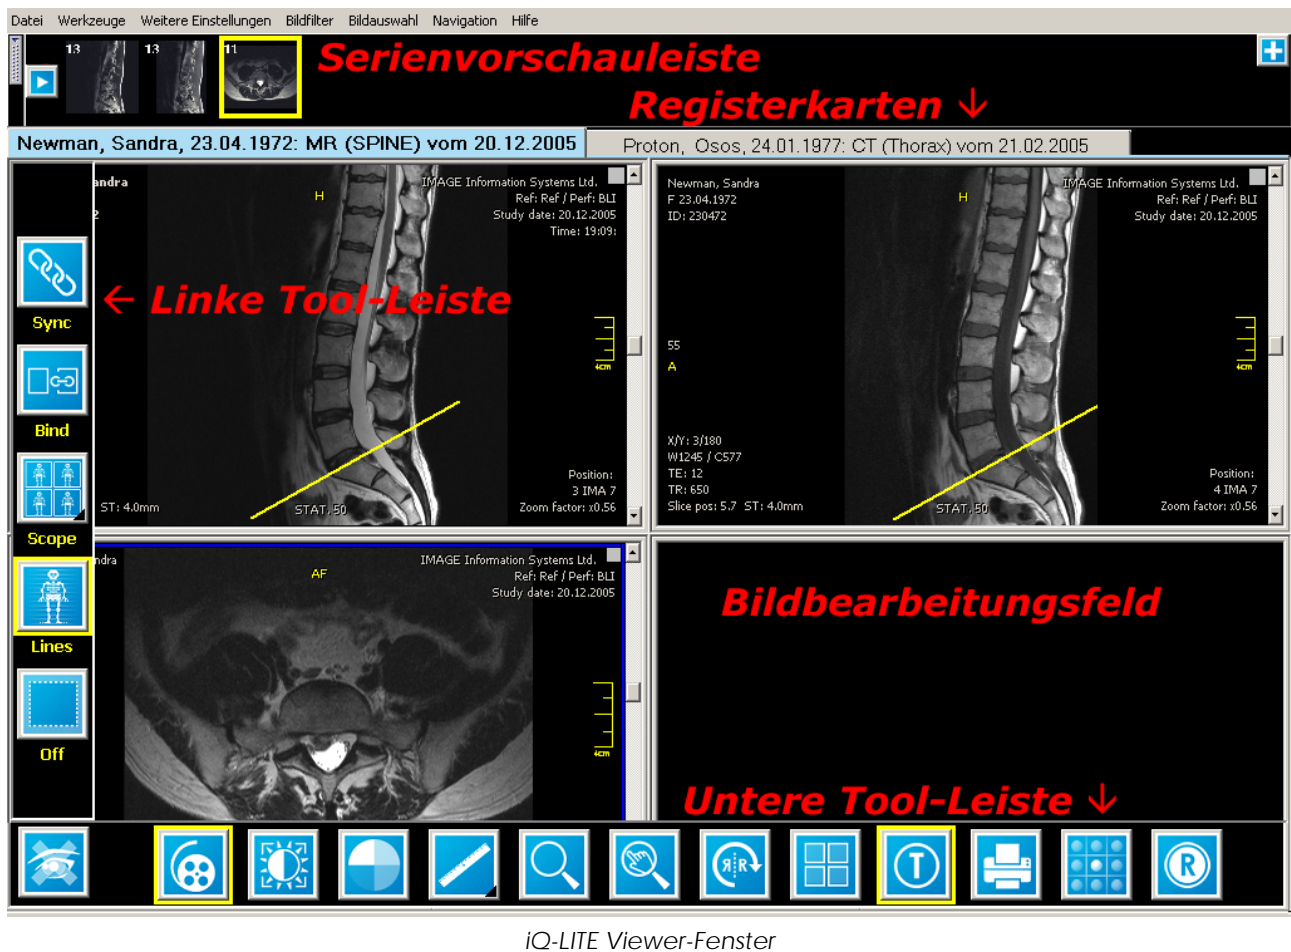 Datei Werkzeuge Weitere Einstellungen Bildfilter Bildauswahl Navigation Hilfe
13 13 11
Serienvorschauleiste
Registerkarten ↓
Newman, Sandra, 23.04.1972: MR (SPINE) vom 20.12.2005
Proton, Osos, 24.01.1977: CT (Thorax) vom 21.02.2005
andra
2
H
IMAGE Information Systems Ltd.
Ref: Ref / Perf: BLI
Study date: 20.12.2005
Time: 19:09:
← Linke Tool-Leiste
4cm
ST: 4.0mm
STAT. 50
Position:
3 IMA 7
Zoom factor: x0.56
Newman, Sandra
F 23.04.1972
ID: 230472
H
IMAGE Information Systems Ltd.
Ref: Ref / Perf: BLI
Study date: 20.12.2005
55
A
4cm
X/Y: 3/180
W1245 / C577
TE: 12
TR: 650
Slice pos: 5.7 ST: 4.0mm
STAT. 50
Position:
4 IMA 7
Zoom factor: x0.56
Sync
Bind
Scope
Lines
Off
ndra
AF
IMAGE Information Systems Ltd.
Ref: Ref / Perf: BLI
Study date: 20.12.2005
4cm
Bildbearbeitungsfeld
Untere Tool-Leiste ↓
R R
T
R
iQ-LITE Viewer-Fenster